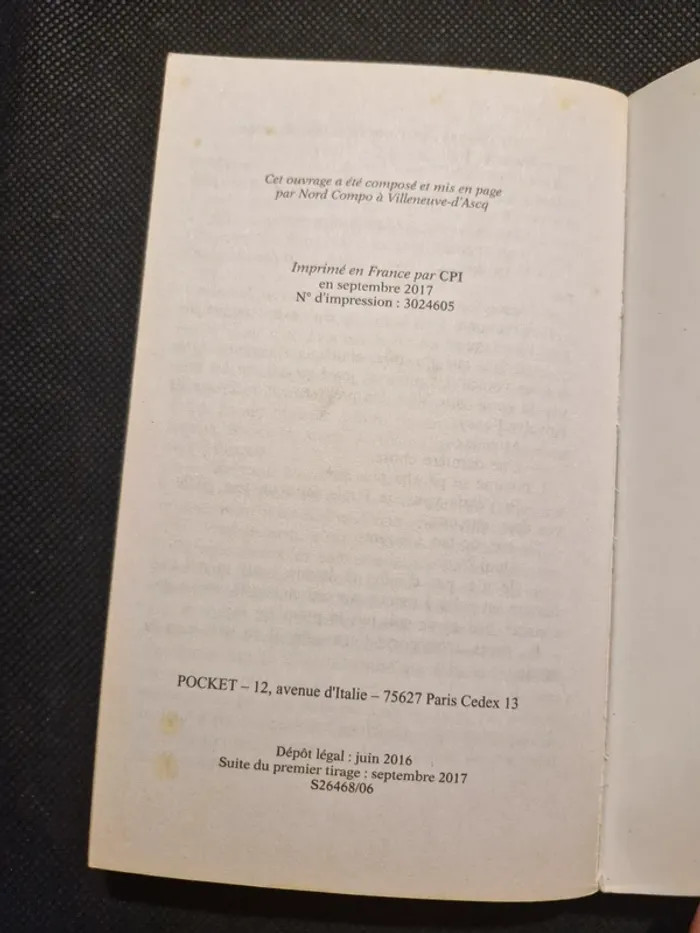 Cet ouvrage a été composé et mis en page
par Nord Compo à Villeneuve-d'Ascq
Imprimé en France par CPI
en septembre 2017
N° d'impression : 3024605
POCKET – 12, avenue d'Italie – 75627 Paris Cedex 13
Dépôt légal : juin 2016
Suite du premier tirage : septembre 2017
S26468/06